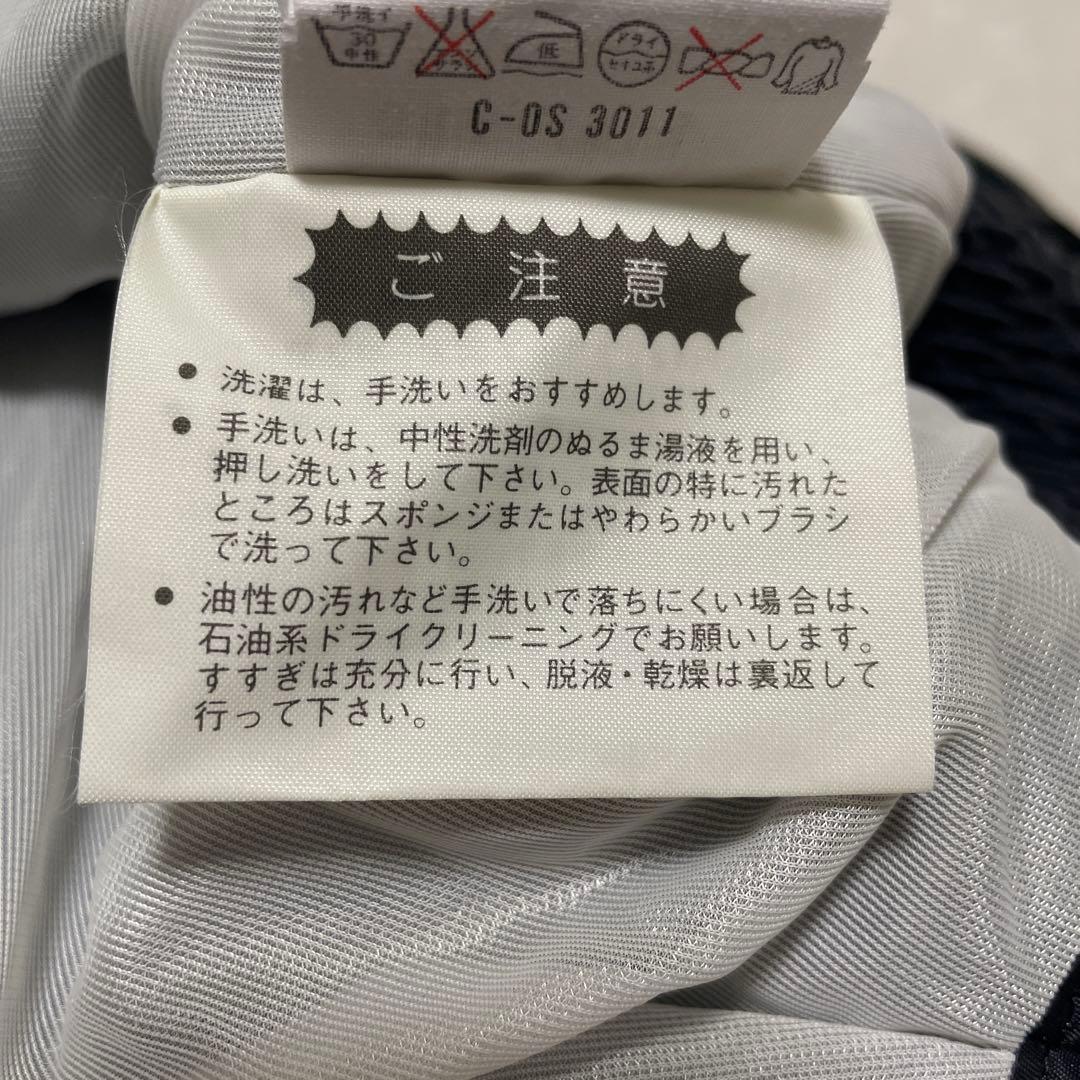 手洗イ
30
中性
エンソ
サラシ
低
ドライ
セキユ系
C-OS 3011
ご注意
● 洗濯は、手洗いをおすすめします。
● 手洗いは、中性洗剤のぬるま湯液を用い、
押し洗いをして下さい。表面の特に汚れた
ところはスポンジまたはやわらかいブラシ
で洗って下さい。
● 油性の汚れなど手洗いで落ちにくい場合は、
石油系ドライクリーニングでお願いします。
すすぎは充分に行い、脱液・乾燥は裏返して
行って下さい。